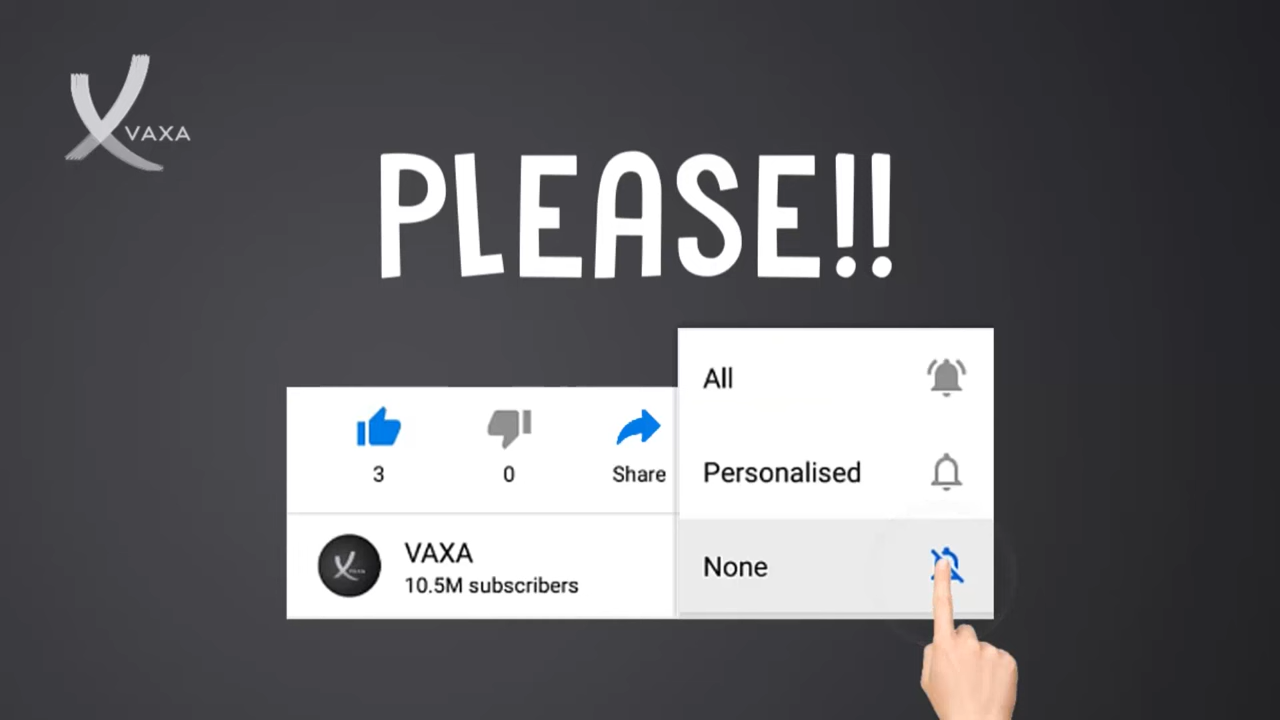 VAXA
PLEASE!!
All
Personalised
None
3
0
Share
VAXA
10.5M subscribers